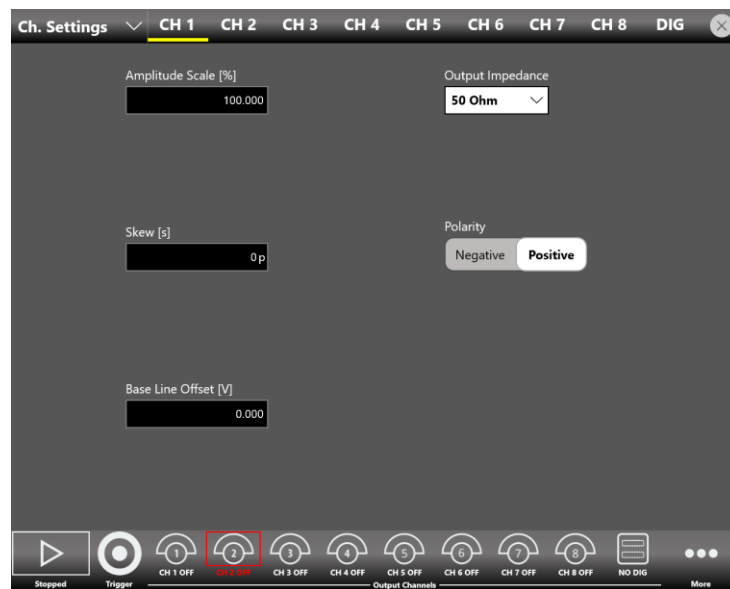 Ch. Settings CH 1 CH 2 CH 3 CH 4 CH 5 CH 6 CH 7 CH 8 DIG
Amplitude Scale [%] Output Impedance
100.000 50 Ohm
Skew [s] Polarity
0 p Negative Positive
Base Line Offset [V]
0.000
1 2 3 4 5 6 7 8
CH 1 OFF CH 2 OFF CH 3 OFF CH 4 OFF CH 5 OFF CH 6 OFF CH 7 OFF CH 8 OFF NO DIG
Stopped Trigger Output Channels More